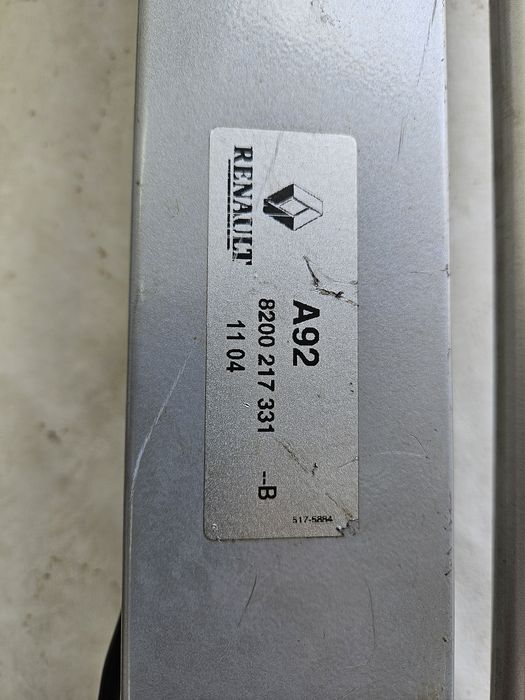 RENAULT
A92
8200 217 331 --B
11 04
517-5884